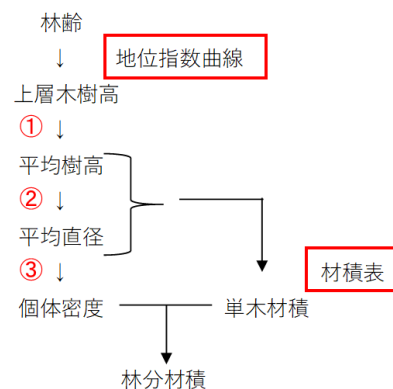 林齢
↓ 地位指数曲線
上層木樹高
① ↓
平均樹高
② ↓
平均直径
③ ↓ 材積表
個体密度 単木材積
林分材積